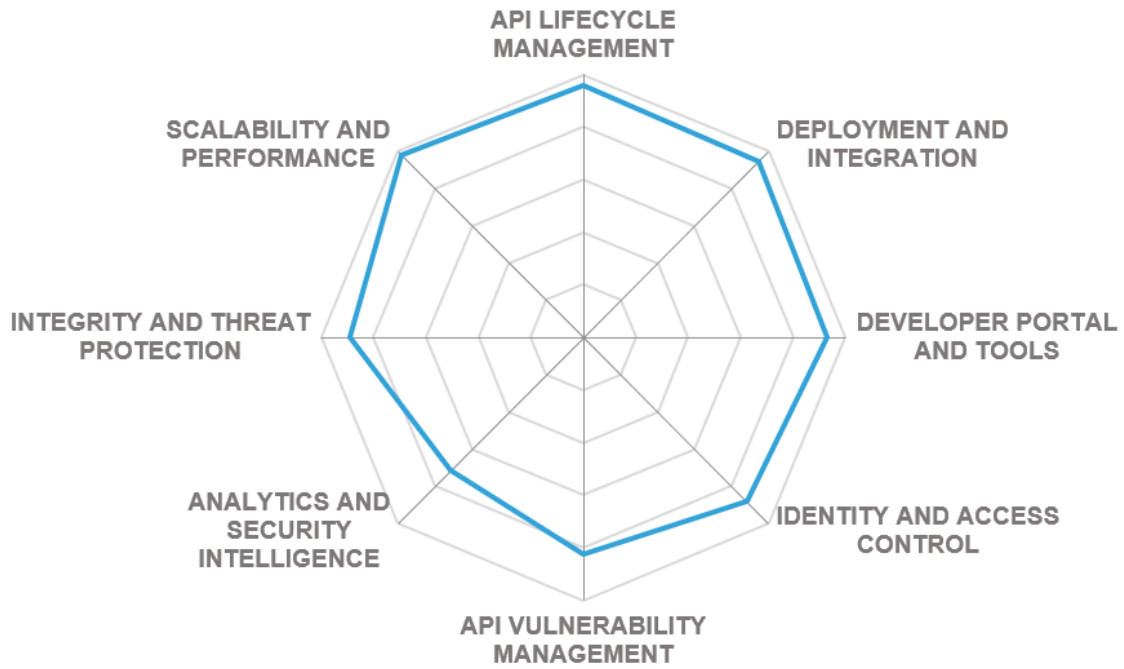 API LIFECYCLE
MANAGEMENT
DEPLOYMENT AND
INTEGRATION
DEVELOPER PORTAL
AND TOOLS
IDENTITY AND ACCESS
CONTROL
API VULNERABILITY
MANAGEMENT
ANALYTICS AND
SECURITY
INTELLIGENCE
INTEGRITY AND THREAT
PROTECTION
SCALABILITY AND
PERFORMANCE